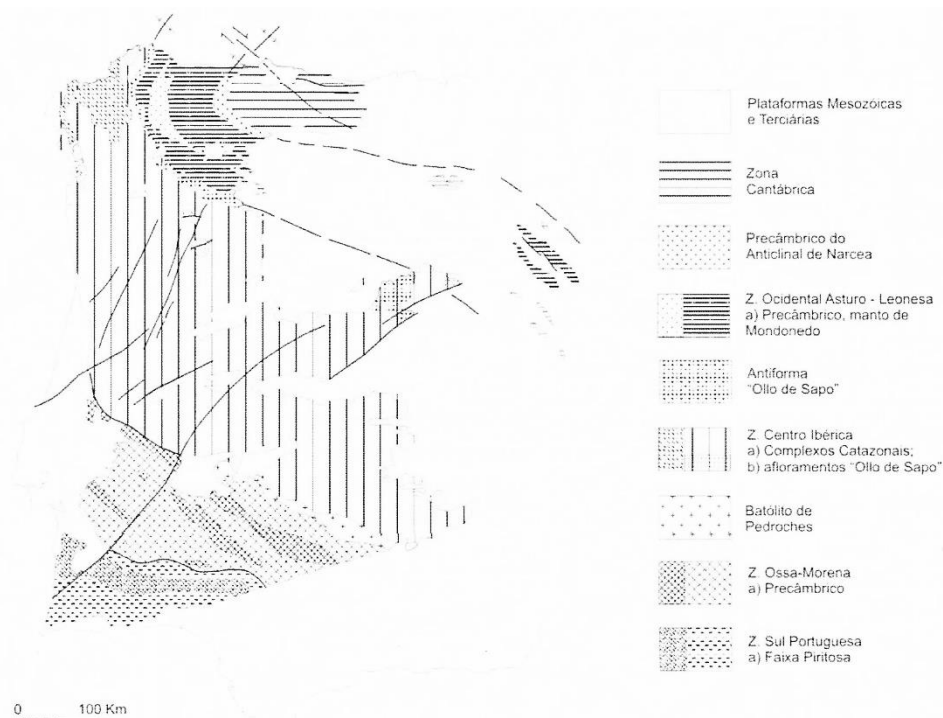 Plataformas Mesozóicas
e Terciárias
Zona
Cantábrica
Precâmbrico do
Anticlinal de Narcea
Z. Ocidental Asturo - Leonesa
a) Precâmbrico, manto de
Mondonedo
Antiforma
"Ollo de Sapo"
Z. Centro Ibérica
a) Complexos Catazonais;
b) afloramentos "Ollo de Sapo"
Batólito de
Pedroches
Z. Ossa-Morena
a) Precâmbrico
Z. Sul Portuguesa
a) Faixa Piritosa
0 100 Km